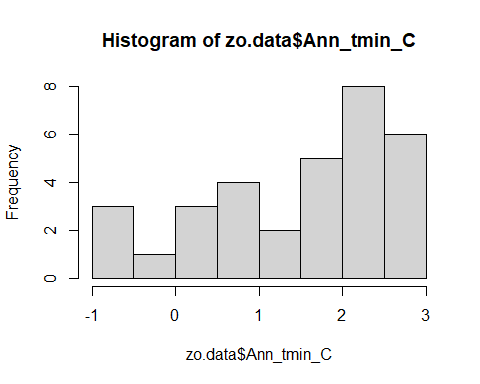 Histogram of zo.data$Ann_tmin_C
Frequency
8
6
4
2
0
-1 0 1 2 3
zo.data$Ann_tmin_C